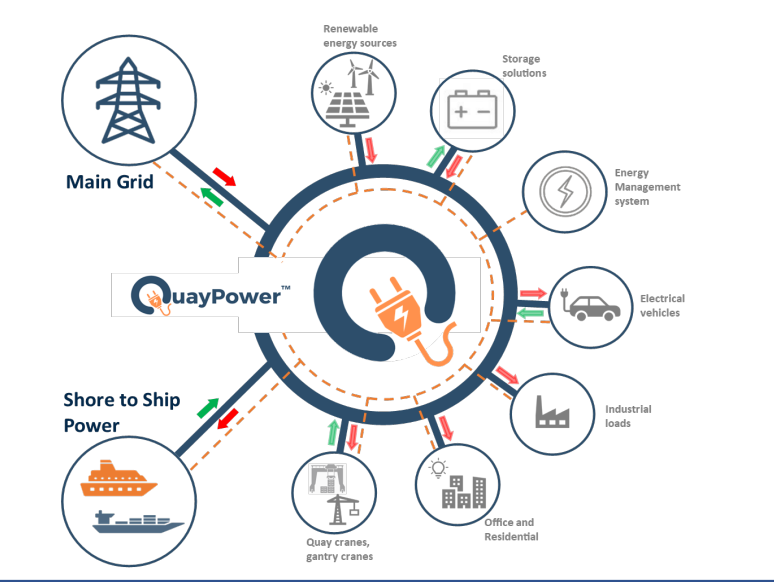 Renewable
energy sources
Storage
solutions
Main Grid
Energy
Management
system
QuayPower™
Electrical
vehicles
Shore to Ship
Power
Industrial
loads
Office and
Residential
Quay cranes,
gantry cranes